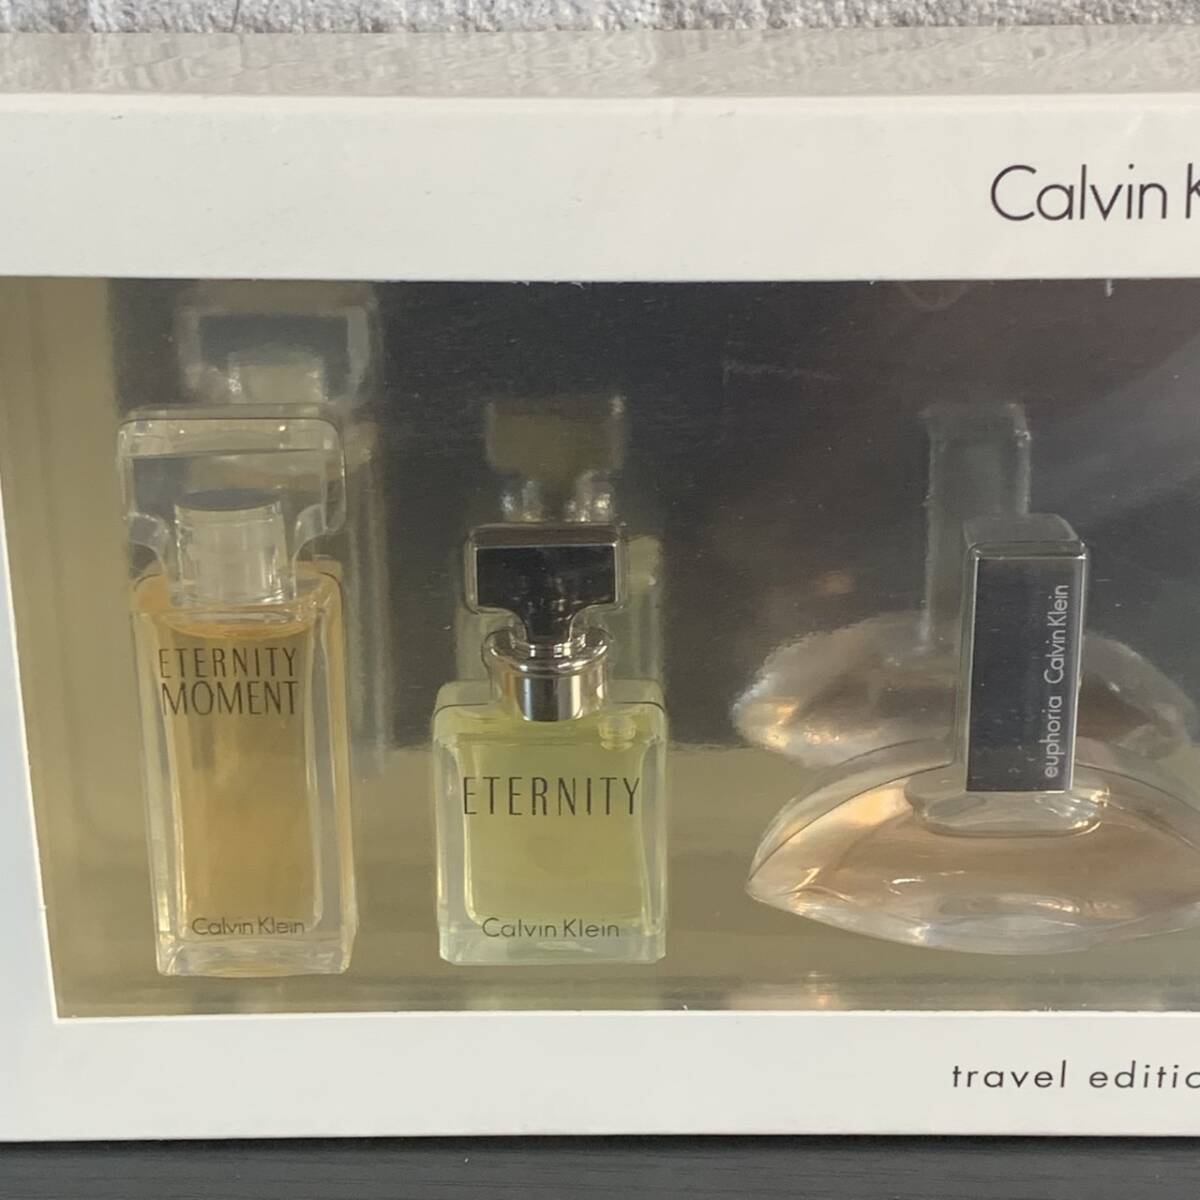 Calvin K
ETERNITY
MOMENT
Calvin Klein
ETERNITY
Calvin Klein
euphoria Calvin Klein
travel editio